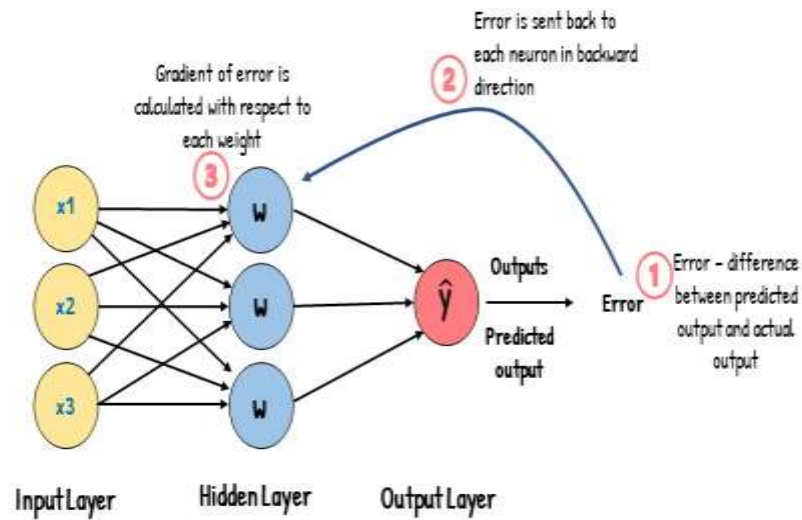 Error is sent back to
each neuron in backward
direction
2
Gradient of error is
calculated with respect to
each weight
3
x1
x2
x3
W
W
W
ŷ
Outputs
Predicted
output
Error
1
Error - difference
between predicted
output and actual
output
Input Layer
Hidden Layer
Output Layer